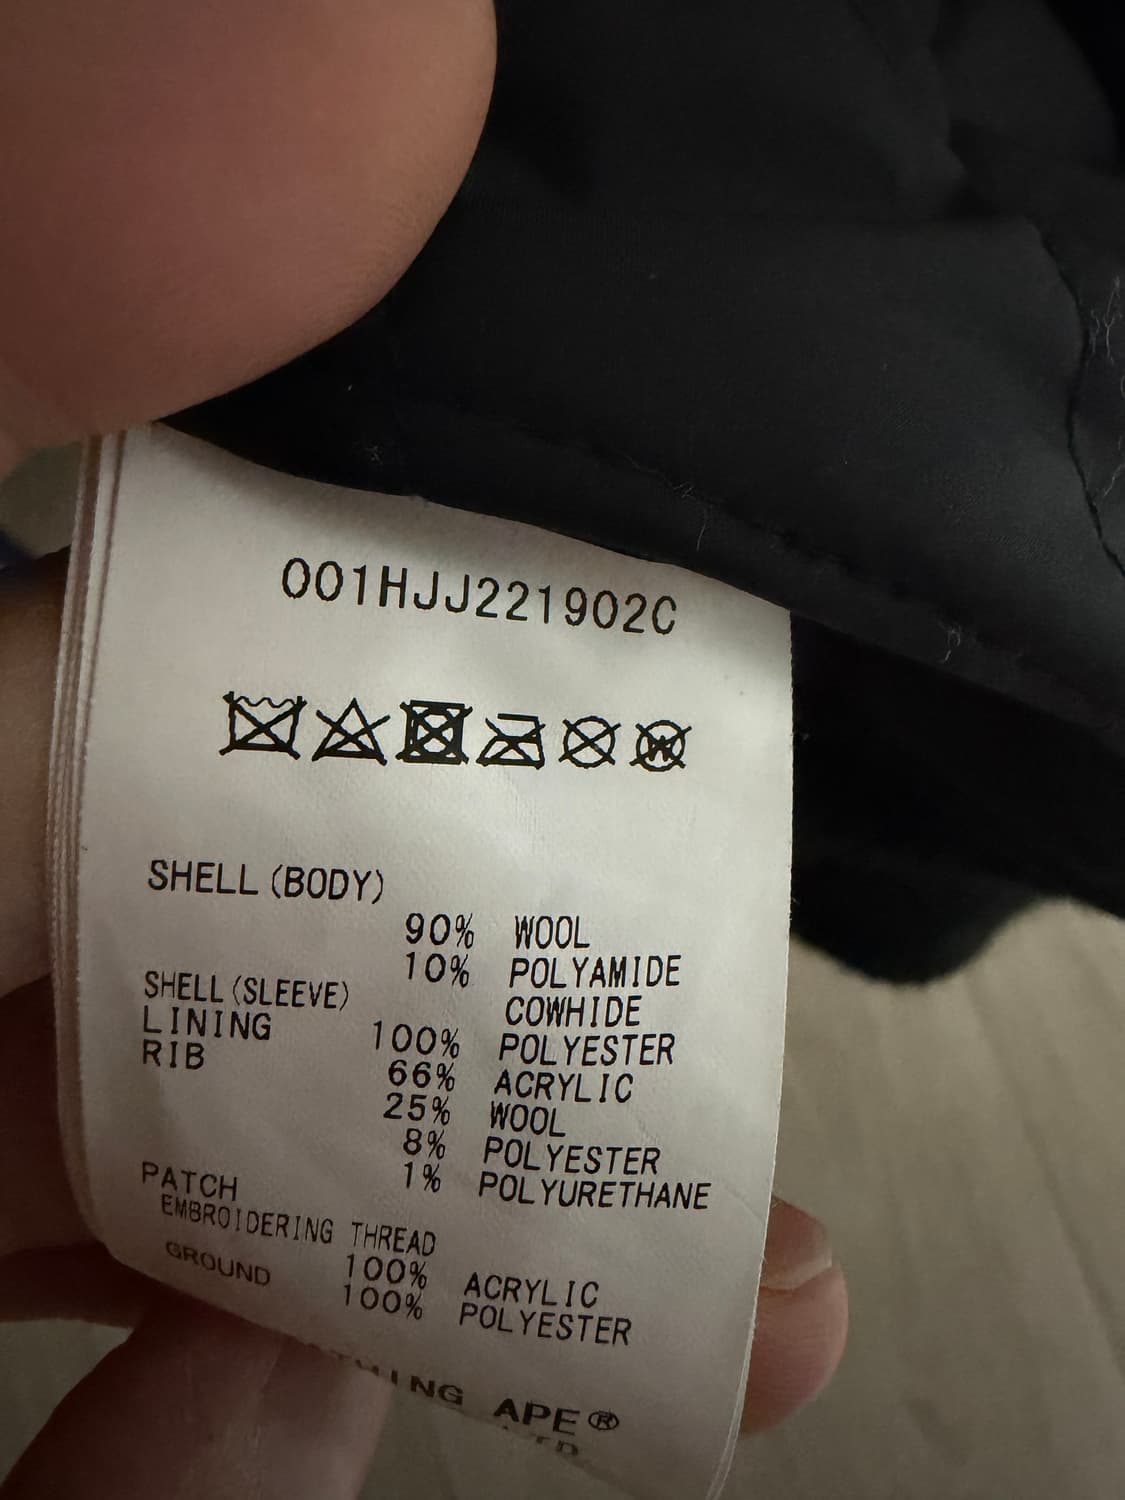 001HJJ221902C
SHELL(BODY)
90% WOOL
10% POLYAMIDE
SHELL(SLEEVE) COWHIDE
LINING 100% POLYESTER
RIB 66% ACRYLIC
25% WOOL
8% POLYESTER
1% POLYURETHANE
PATCH
EMBROIDERING THREAD
100% ACRYLIC
GROUND 100% POLYESTER
APE®